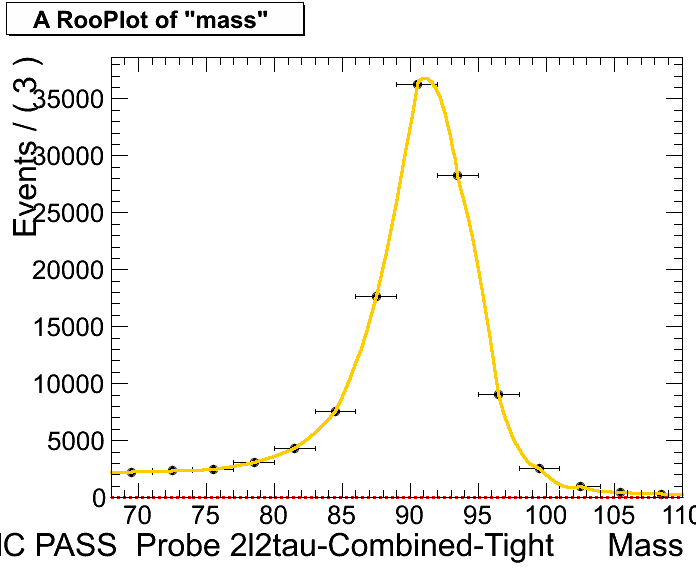 A RooPlot of "mass"
Events / ( 3 )
35000
30000
25000
20000
15000
10000
5000
0
70 75 80 85 90 95 100 105 110
MC PASS Probe 2l2tau-Combined-Tight Mass